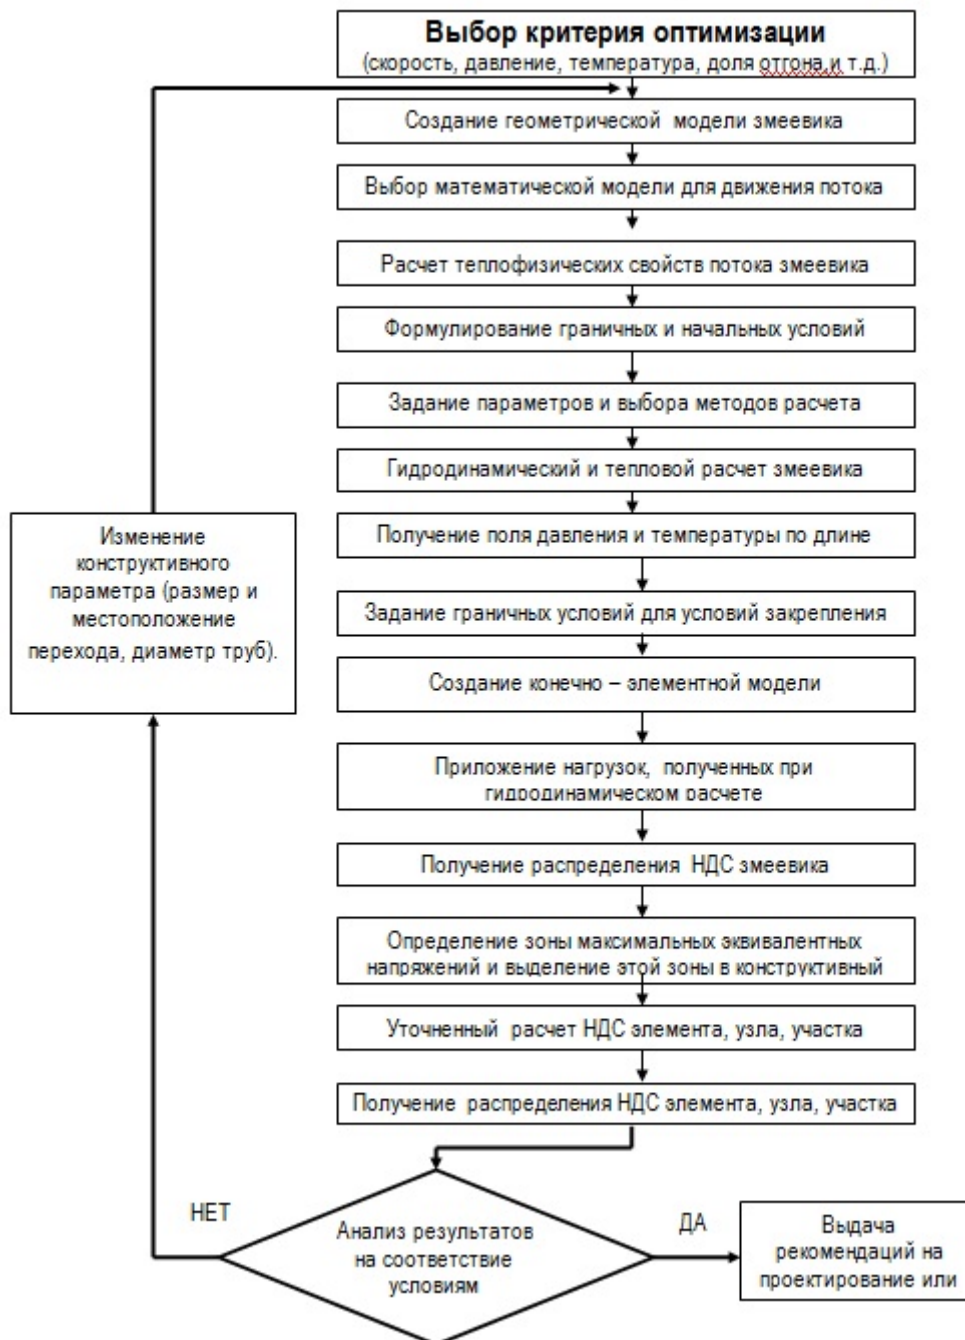 Выбор критерия оптимизации
(скорость, давление, температура, доля отгона,и т.д.)
Создание геометрической модели змеевика
Выбор математической модели для движения потока
Расчет теплофизических свойств потока змеевика
Формулирование граничных и начальных условий
Задание параметров и выбора методов расчета
Гидродинамический и тепловой расчет змеевика
Получение поля давления и температуры по длине
Задание граничных условий для условий закрепления
Создание конечно – элементной модели
Приложение нагрузок, полученных при
гидродинамическом расчете
Получение распределения НДС змеевика
Определение зоны максимальных эквивалентных
напряжений и выделение этой зоны в конструктивный
Уточненный расчет НДС элемента, узла, участка
Получение распределения НДС элемента, узла, участка
Изменение
конструктивного
параметра (размер и
местоположение
перехода, диаметр труб).
НЕТ
Анализ результатов
на соответствие
условиям
ДА
Выдача
рекомендаций на
проектирование или